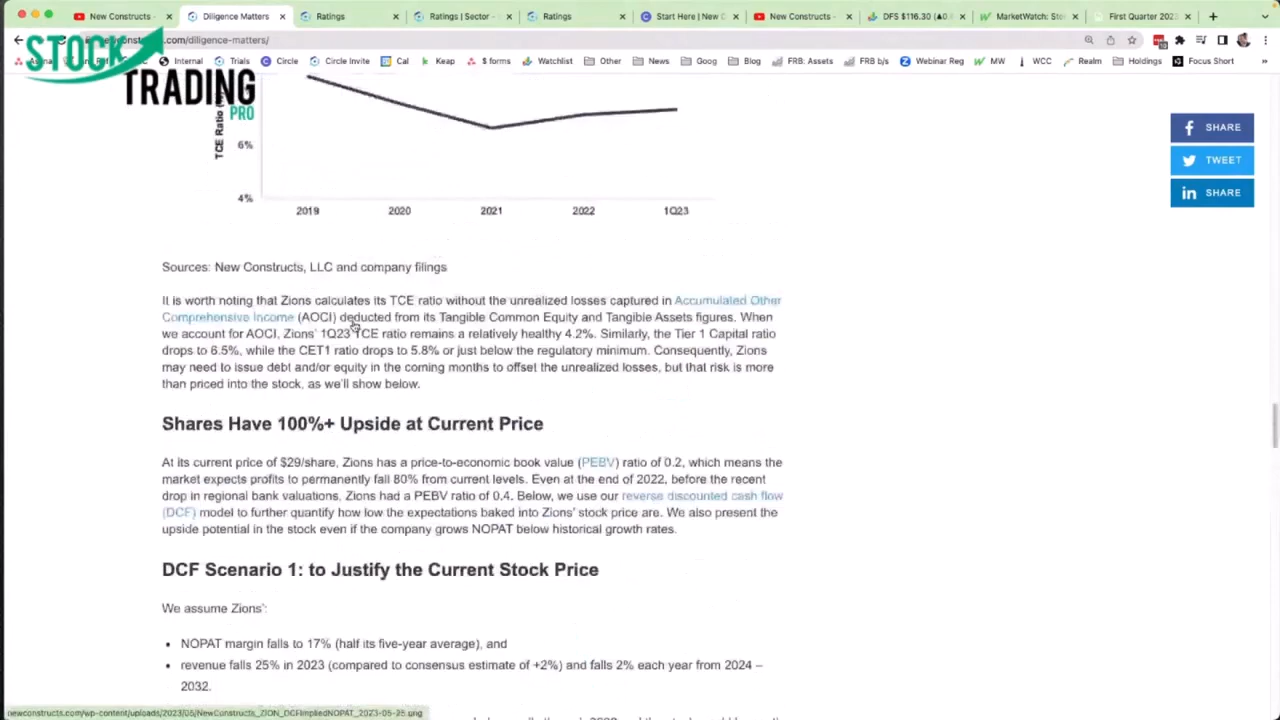 New Constructs -
Diligence Matters
Ratings
Ratings | Sector -
Ratings
Start Here | New C
New Constructs -
DFS $116.30 (▲0
MarketWatch: Stoc
First Quarter 2023
.com/diligence-matters/
Internal
Trials
Circle
Circle Invite
Cal
Keap
$ forms
Watchlist
Other
News
Goog
Blog
FRB: Assets
FRB b/s
Webinar Reg
MW
WCC
Realm
Holdings
Focus Short
STOCK
TRADING
PRO
TCE Ratio
6%
4%
2019
2020
2021
2022
1Q23
SHARE
TWEET
SHARE
Sources: New Constructs, LLC and company filings
It is worth noting that Zions calculates its TCE ratio without the unrealized losses captured in Accumulated Other
Comprehensive Income (AOCI) deducted from its Tangible Common Equity and Tangible Assets figures. When
we account for AOCI, Zions' 1Q23 TCE ratio remains a relatively healthy 4.2%. Similarly, the Tier 1 Capital ratio
drops to 6.5%, while the CET1 ratio drops to 5.8% or just below the regulatory minimum. Consequently, Zions
may need to issue debt and/or equity in the coming months to offset the unrealized losses, but that risk is more
than priced into the stock, as we'll show below.
Shares Have 100%+ Upside at Current Price
At its current price of $29/share, Zions has a price-to-economic book value (PEBV) ratio of 0.2, which means the
market expects profits to permanently fall 80% from current levels. Even at the end of 2022, before the recent
drop in regional bank valuations, Zions had a PEBV ratio of 0.4. Below, we use our reverse discounted cash flow
(DCF) model to further quantify how low the expectations baked into Zions' stock price are. We also present the
upside potential in the stock even if the company grows NOPAT below historical growth rates.
DCF Scenario 1: to Justify the Current Stock Price
We assume Zions':
• NOPAT margin falls to 17% (half its five-year average), and
• revenue falls 25% in 2023 (compared to consensus estimate of +2%) and falls 2% each year from 2024 –
2032.
newconstructs.com/wp-content/uploads/2023/05/NewConstructs_ZION_DCFimpliedNOPAT_2023-05-25.png